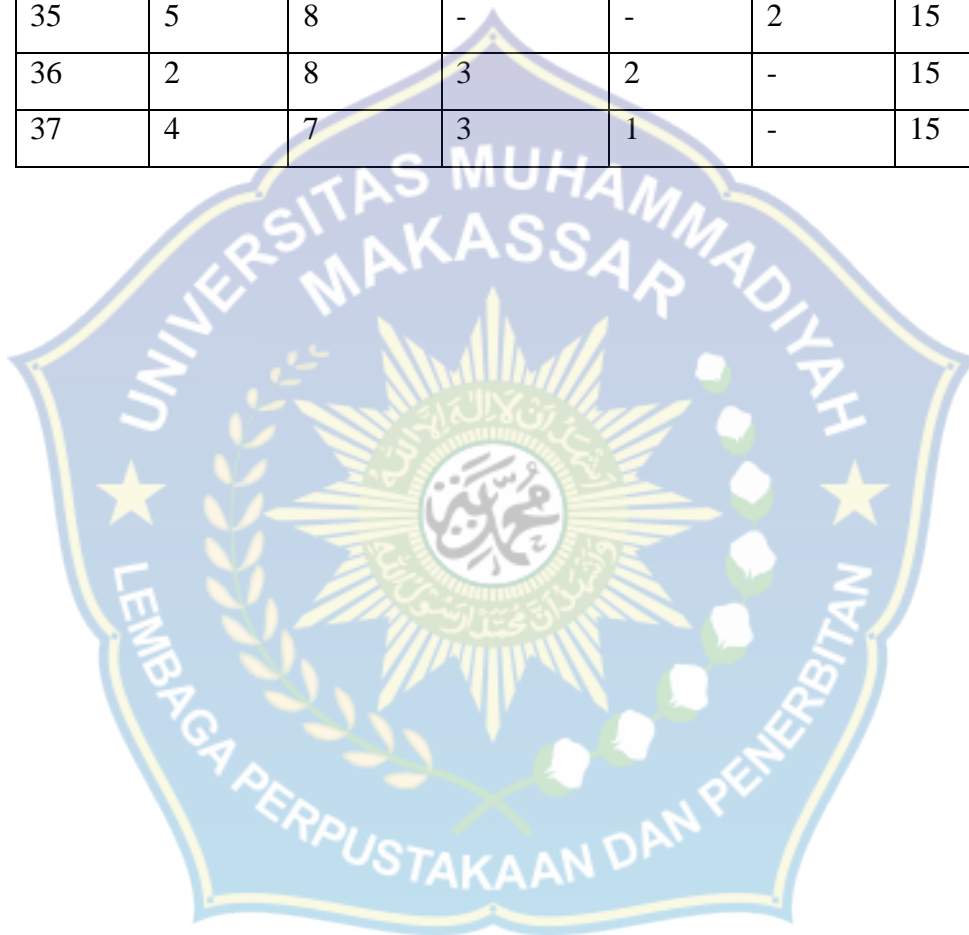 35 5 8 - - 2 15
36 2 8 3 2 - 15
37 4 7 3 1 - 15
UNIVERSITAS MUHAMMADIYAH
MAKASSAR
LEMBAGA PERPUSTAKAAN DAN PENERBITAN